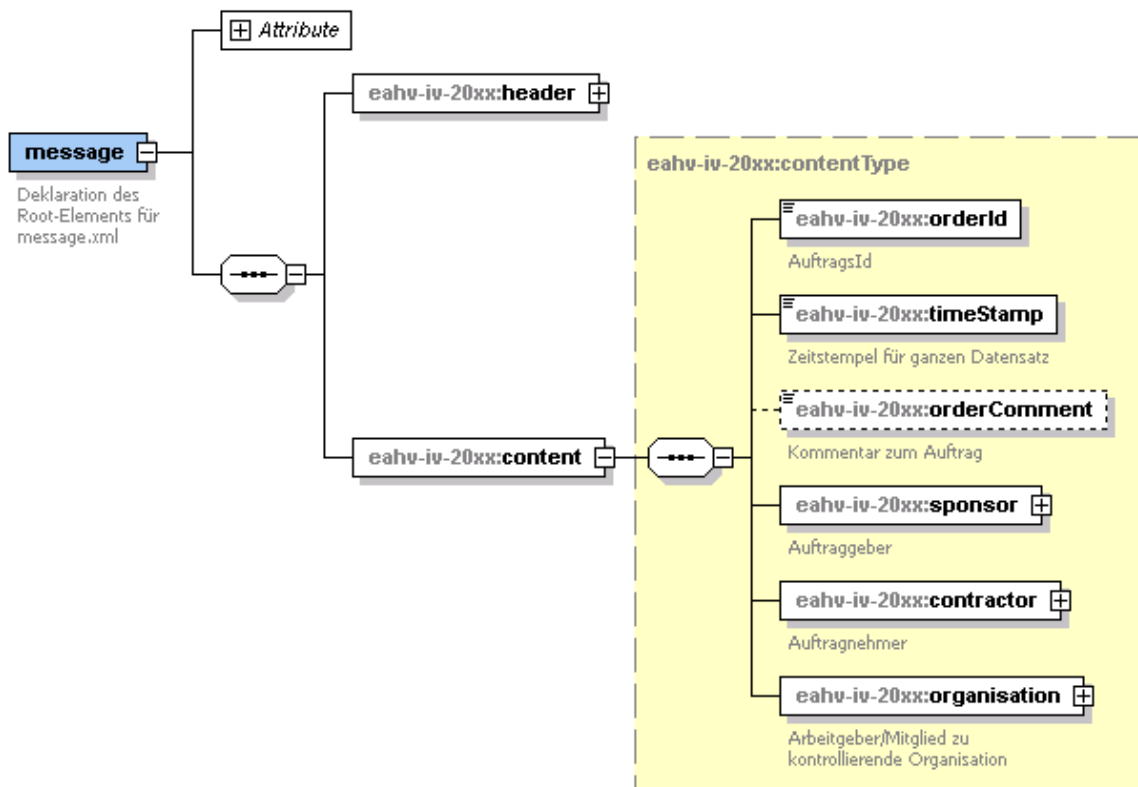 Attribute
eahv-iv-20xx:header
message
Deklaration des
Root-Elements für
message.xml
eahv-iv-20xx:contentType
eahv-iv-20xx:orderId
AuftragsId
eahv-iv-20xx:timeStamp
Zeitstempel für ganzen Datensatz
eahv-iv-20xx:orderComment
Kommentar zum Auftrag
eahv-iv-20xx:content
eahv-iv-20xx:sponsor
Auftraggeber
eahv-iv-20xx:contractor
Auftragnehmer
eahv-iv-20xx:organisation
Arbeitgeber/Mitglied zu
kontrollierende Organisation